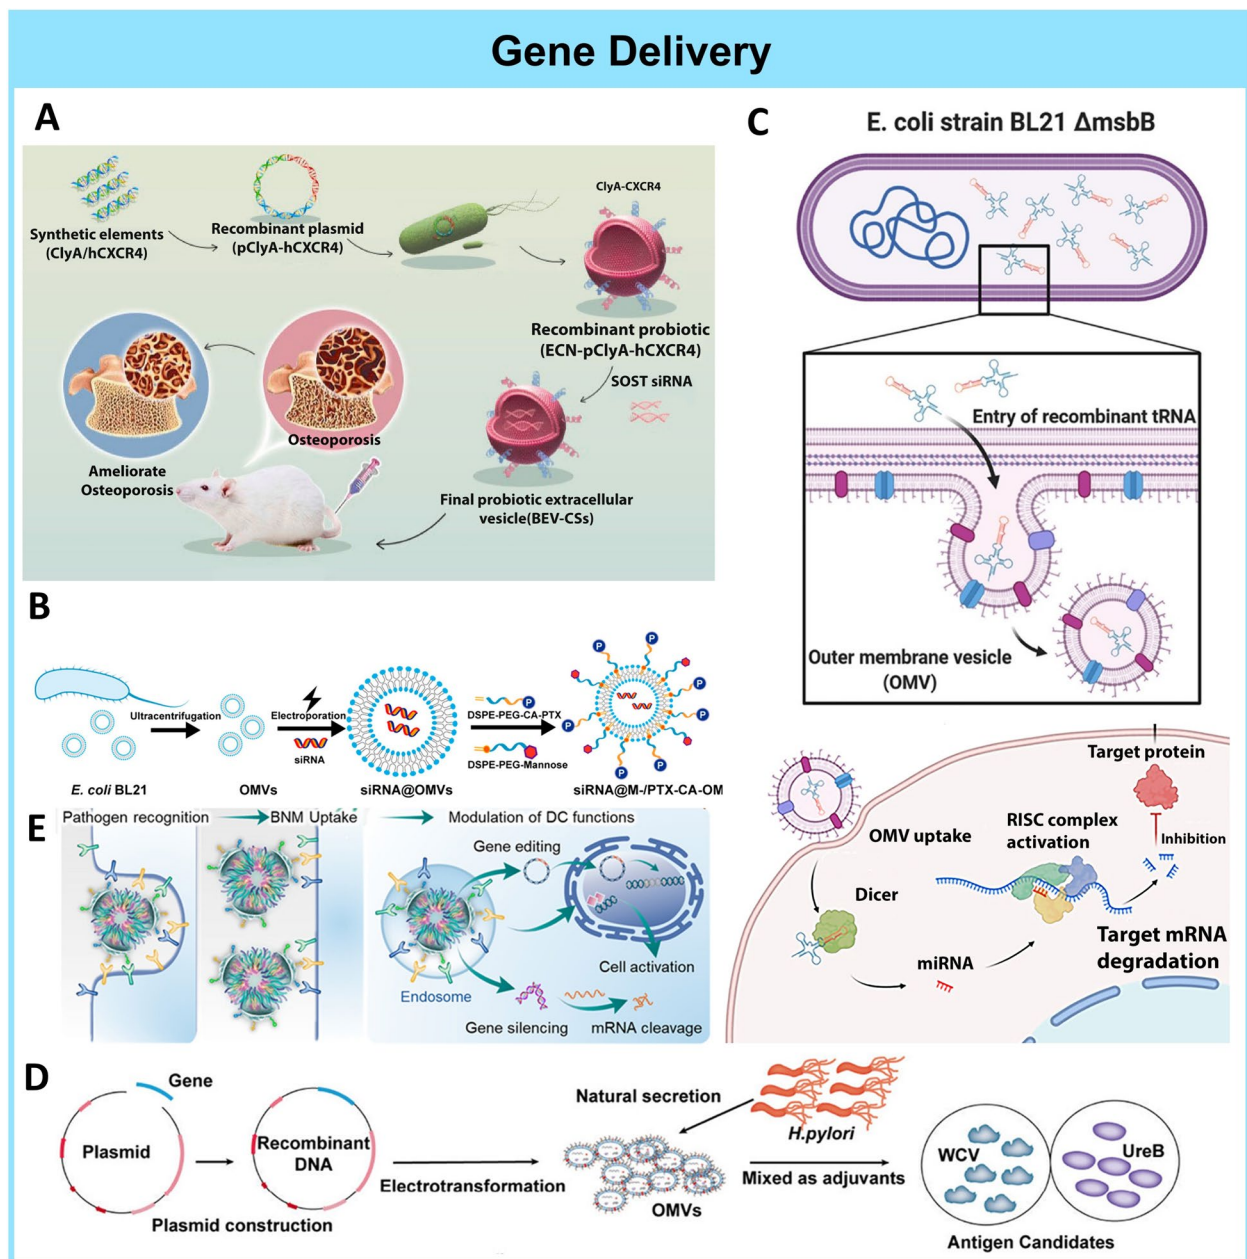 Gene Delivery
A
Synthetic elements
(ClyA/hCXCR4)
Recombinant plasmid
(pClyA-hCXCR4)
ClyA-CXCR4
Recombinant probiotic
(ECN-pClyA-hCXCR4)
SOST siRNA
Final probiotic extracellular
vesicle(BEV-CSs)
Osteoporosis
Ameliorate
Osteoporosis
B
E. coli BL21
Ultracentrifugation
OMVs
Electroporation
siRNA
siRNA@OMVs
P
DSPE-PEG-CA-PTX
DSPE-PEG-Mannose
P
P
P
P
P
P
P
P
siRNA@M-/PTX-CA-OM
C
E. coli strain BL21 ΔmsbB
Entry of recombinant tRNA
Outer membrane vesicle
(OMV)
OMV uptake
Dicer
miRNA
RISC complex
activation
Target protein
Inhibition
Target mRNA
degradation
E
Pathogen recognition
BNM Uptake
Modulation of DC functions
Gene editing
Cell activation
Endosome
Gene silencing
mRNA cleavage
D
Gene
Plasmid
Recombinant
DNA
Plasmid construction
Electrotransformation
Natural secretion
H.pylori
OMVs
Mixed as adjuvants
WCV
UreB
Antigen Candidates